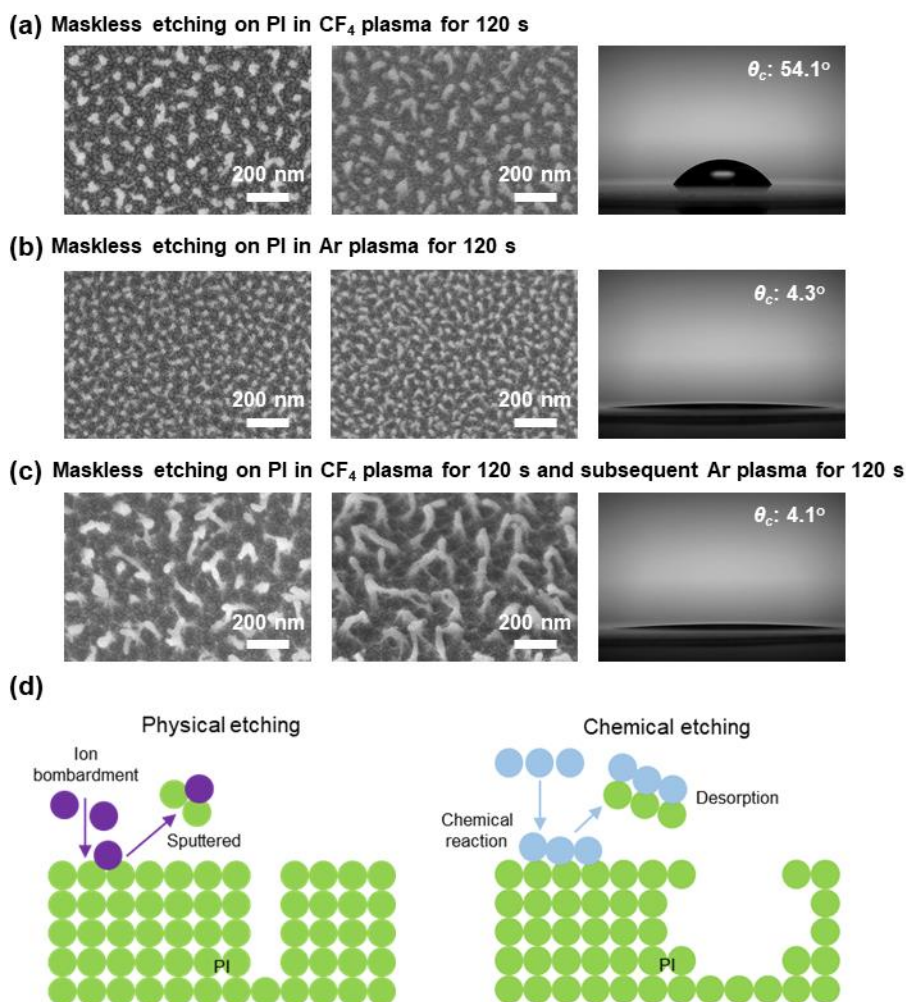 (a) Maskless etching on PI in CF₄ plasma for 120 s
200 nm
200 nm
θc: 54.1°
(b) Maskless etching on PI in Ar plasma for 120 s
200 nm
200 nm
θc: 4.3°
(c) Maskless etching on PI in CF₄ plasma for 120 s and subsequent Ar plasma for 120 s
200 nm
200 nm
θc: 4.1°
(d)
Physical etching
Ion
bombardment
Sputtered
PI
Chemical etching
Chemical
reaction
Desorption
PI